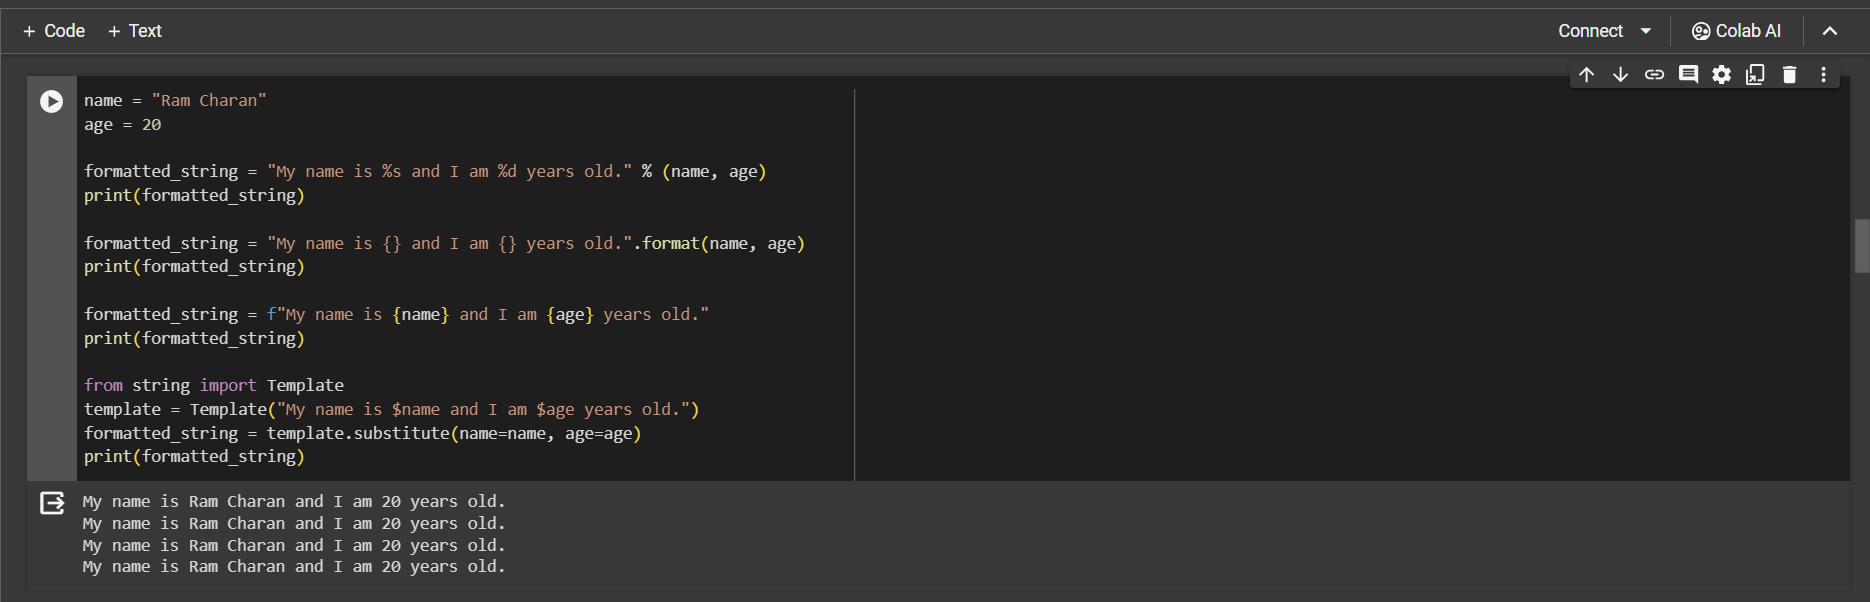 + Code + Text Connect Colab AI
name = "Ram Charan"
age = 20
formatted_string = "My name is %s and I am %d years old." % (name, age)
print(formatted_string)
formatted_string = "My name is {} and I am {} years old.".format(name, age)
print(formatted_string)
formatted_string = f"My name is {name} and I am {age} years old."
print(formatted_string)
from string import Template
template = Template("My name is $name and I am $age years old.")
formatted_string = template.substitute(name=name, age=age)
print(formatted_string)
My name is Ram Charan and I am 20 years old.
My name is Ram Charan and I am 20 years old.
My name is Ram Charan and I am 20 years old.
My name is Ram Charan and I am 20 years old.